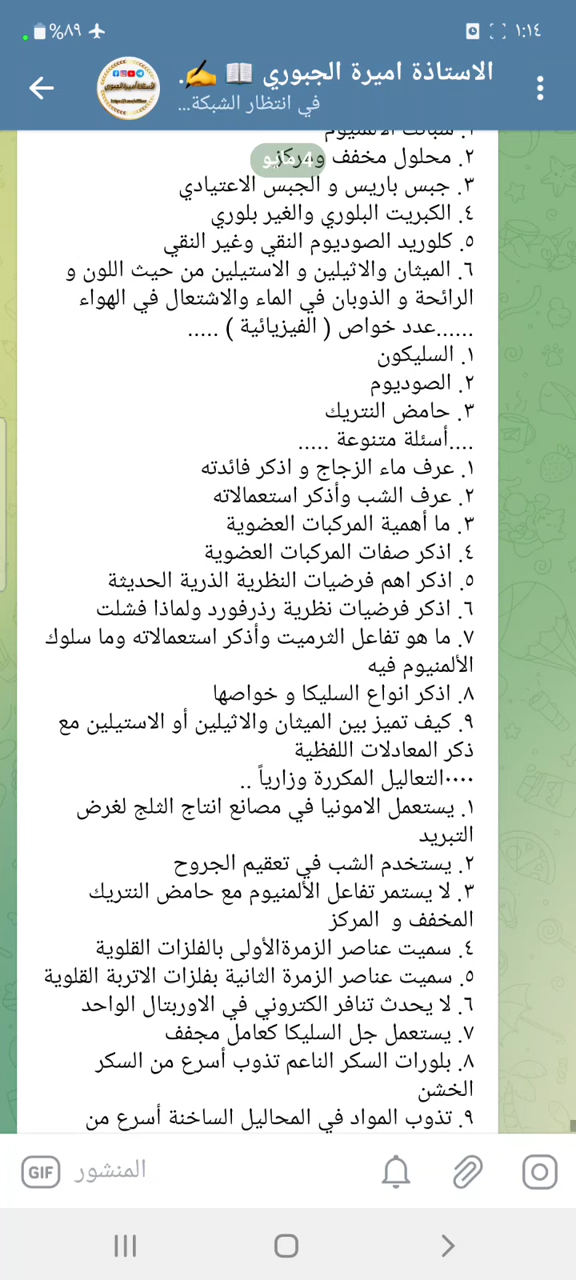 ١:١٤
%٨٩
الاستاذة اميرة الجبوري 📖 ✍ .
في انتظار الشبكة...
4 مايو
٢. محلول مخفف ومركز
٣. جبس باريس و الجبس الاعتيادي
٤. الكبريت البلوري والغير بلوري
٥. كلوريد الصوديوم النقي وغير النقي
٦. الميثان والاثيلين و الاستيلين من حيث اللون و
الرائحة و الذوبان في الماء والاشتعال في الهواء
......عدد خواص ( الفيزيائية ) .....
١. السليكون
٢. الصوديوم
٣. حامض النتريك
....أسئلة متنوعة .....
١. عرف ماء الزجاج و اذكر فائدته
٢. عرف الشب وأذكر استعمالاته
٣. ما أهمية المركبات العضوية
٤. اذكر صفات المركبات العضوية
٥. اذكر اهم فرضيات النظرية الذرية الحديثة
٦. اذكر فرضيات نظرية رذرفورد ولماذا فشلت
٧. ما هو تفاعل الثرميت وأذكر استعمالاته وما سلوك
الألمنيوم فيه
٨. اذكر انواع السليكا و خواصها
٩. كيف تميز بين الميثان والاثيلين أو الاستيلين مع
ذكر المعادلات اللفظية
....التعاليل المكررة وزارياً ..
١. يستعمل الامونيا في مصانع انتاج الثلج لغرض
التبريد
٢. يستخدم الشب في تعقيم الجروح
٣. لا يستمر تفاعل الألمنيوم مع حامض النتريك
المخفف و المركز
٤. سميت عناصر الزمرةالأولى بالفلزات القلوية
٥. سميت عناصر الزمرة الثانية بفلزات الاتربة القلوية
٦. لا يحدث تنافر الكتروني في الاوربتال الواحد
٧. يستعمل جل السليكا كعامل مجفف
٨. بلورات السكر الناعم تذوب أسرع من السكر
الخشن
٩. تذوب المواد في المحاليل الساخنة أسرع من
المنشور
GIF